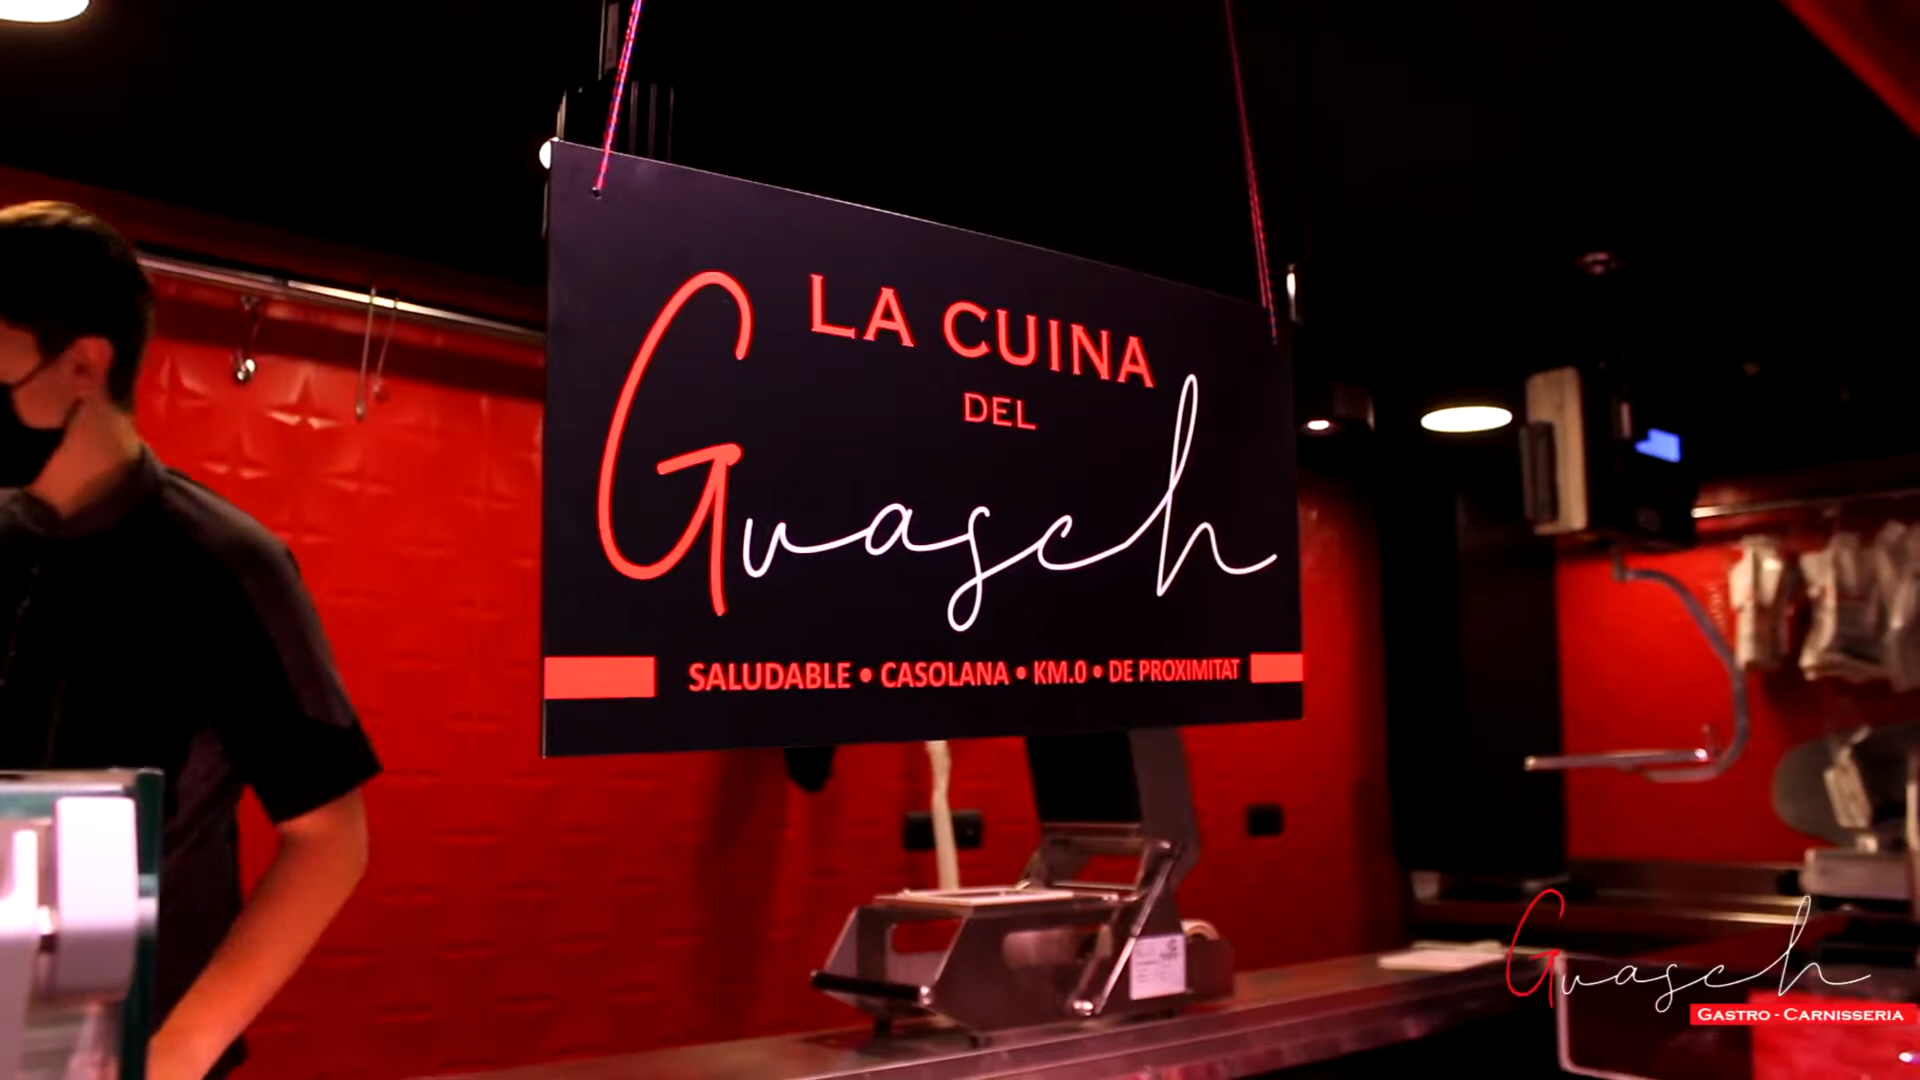 LA CUINA
DEL
Guasch
SALUDABLE • CASOLANA • KM.0 • DE PROXIMITAT
Guasch
GASTRO - CARNISSERIA